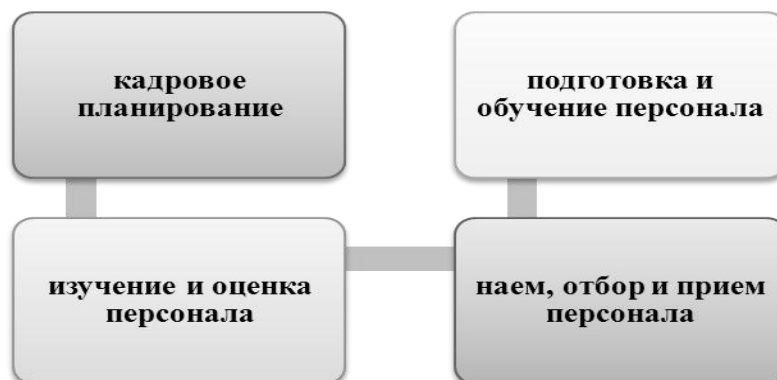 кадровое
планирование
подготовка и
обучение персонала
изучение и оценка
персонала
наем, отбор и прием
персонала